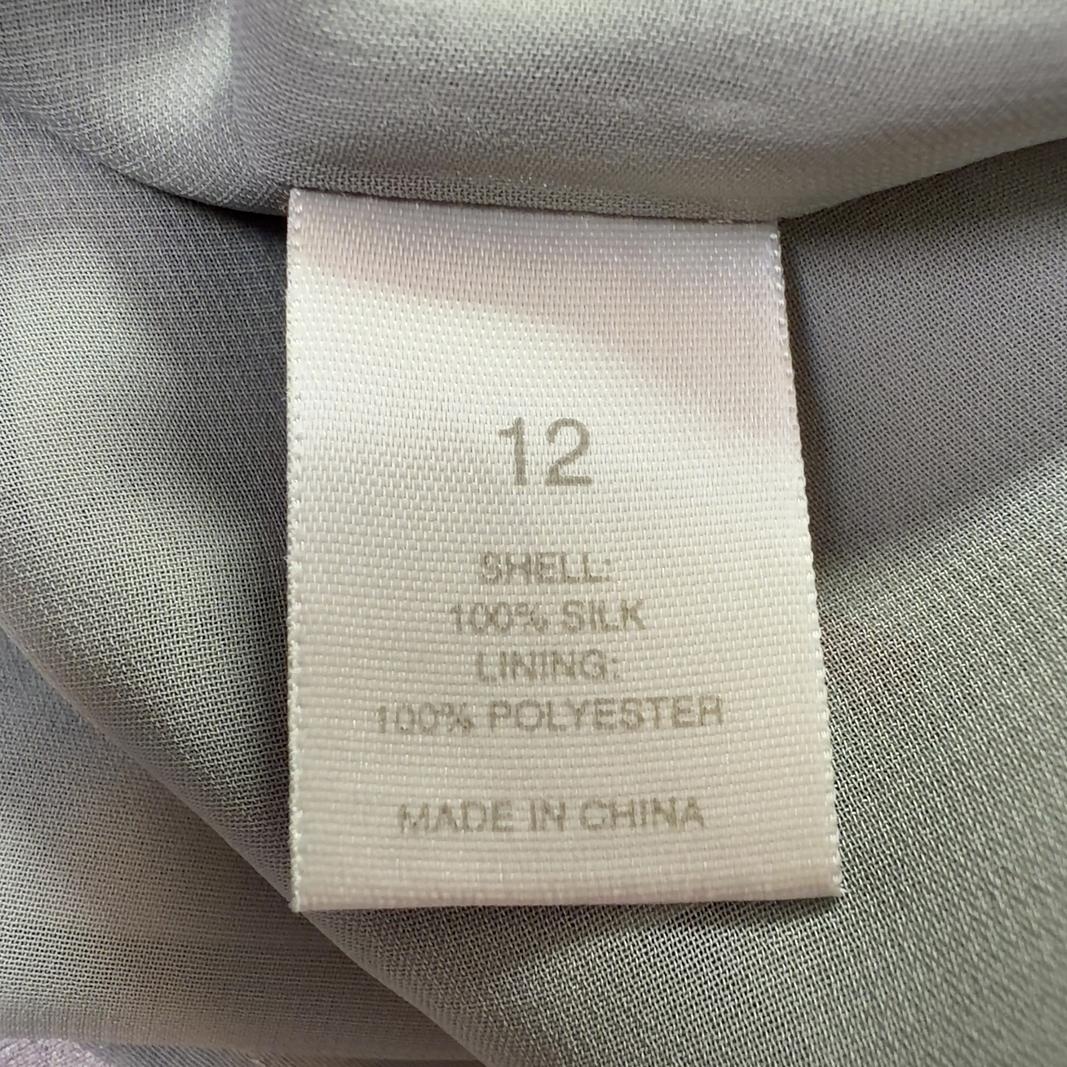 12
SHELL:
100% SILK
LINING:
100% POLYESTER
MADE IN CHINA